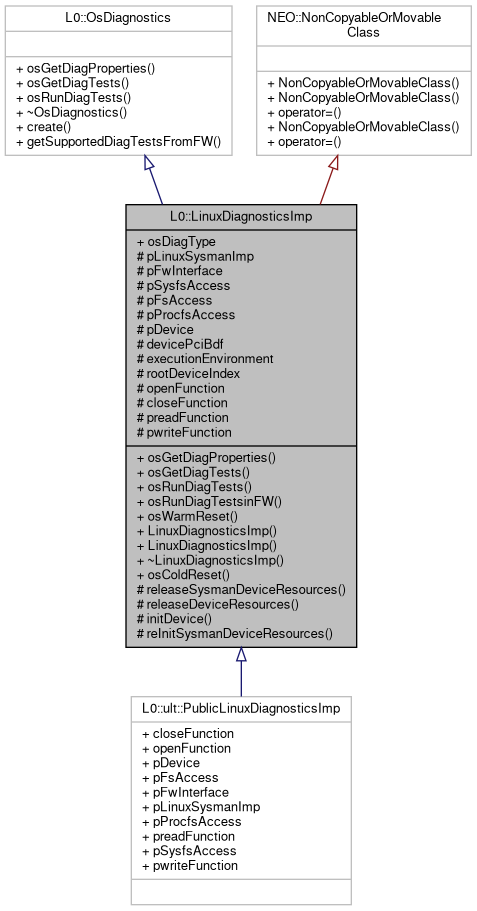 L0::OsDiagnostics
+ osGetDiagProperties()
+ osGetDiagTests()
+ osRunDiagTests()
+ ~OsDiagnostics()
+ create()
+ getSupportedDiagTestsFromFW()
NEO::NonCopyableOrMovable
Class
+ NonCopyableOrMovableClass()
+ NonCopyableOrMovableClass()
+ operator=()
+ NonCopyableOrMovableClass()
+ operator=()
L0::LinuxDiagnosticsImp
+ osDiagType
# pLinuxSysmanImp
# pFwInterface
# pSysfsAccess
# pFsAccess
# pProcfsAccess
# pDevice
# devicePciBdf
# executionEnvironment
# rootDeviceIndex
# openFunction
# closeFunction
# preadFunction
# pwriteFunction
+ osGetDiagProperties()
+ osGetDiagTests()
+ osRunDiagTests()
+ osRunDiagTestsinFW()
+ osWarmReset()
+ LinuxDiagnosticsImp()
+ LinuxDiagnosticsImp()
+ ~LinuxDiagnosticsImp()
+ osColdReset()
# releaseSysmanDeviceResources()
# releaseDeviceResources()
# initDevice()
# reInitSysmanDeviceResources()
L0::ult::PublicLinuxDiagnosticsImp
+ closeFunction
+ openFunction
+ pDevice
+ pFsAccess
+ pFwInterface
+ pLinuxSysmanImp
+ pProcfsAccess
+ preadFunction
+ pSysfsAccess
+ pwriteFunction